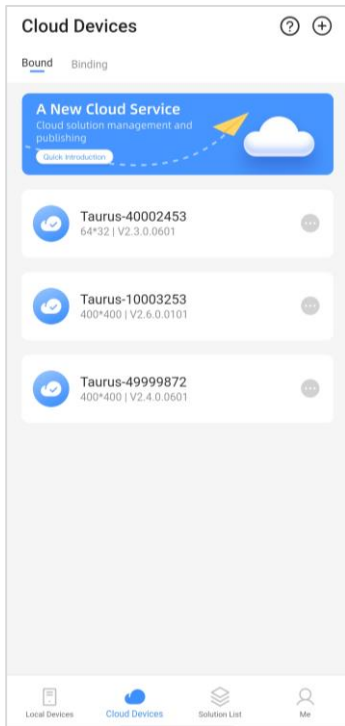 Cloud Devices
Bound Binding
A New Cloud Service
Cloud solution management and
publishing
Quick Introduction
Taurus-40002453
64*32 | V2.3.0.0601
Taurus-10003253
400*400 | V2.6.0.0101
Taurus-49999872
400*400 | V2.4.0.0601
Local Devices Cloud Devices Solution List Me